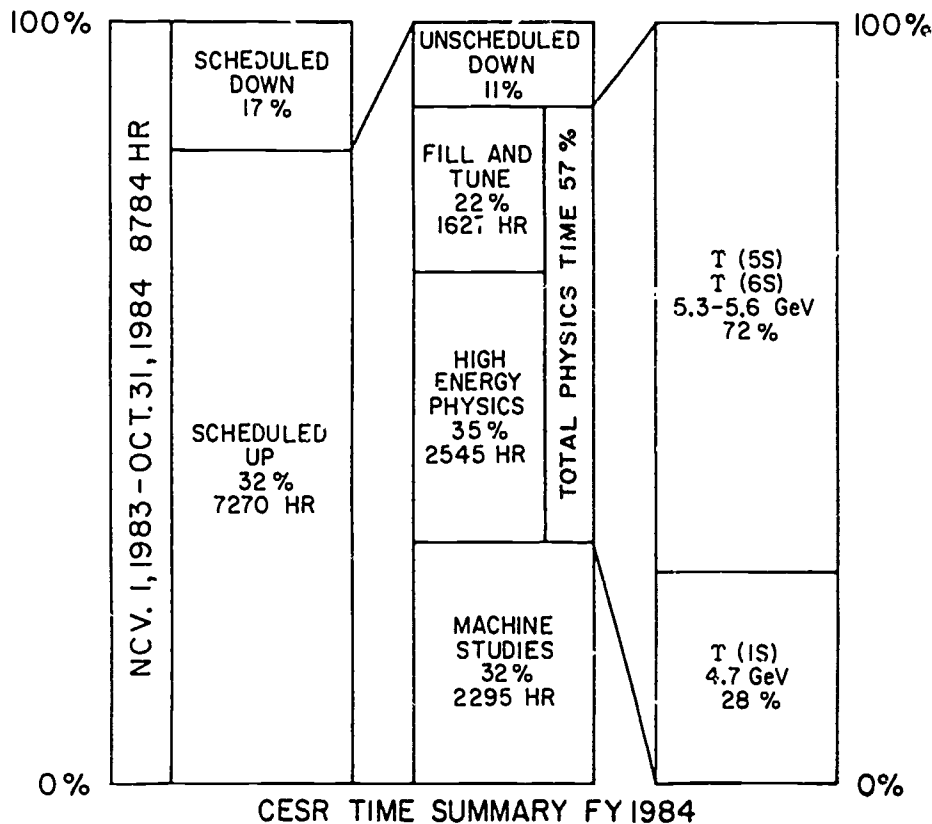 100%
NCV. 1, 1983-OCT. 31, 1984 8784 HR
SCHEDULED
DOWN
17 %
SCHEDULED
UP
32 %
7270 HR
0%
UNSCHEDULED
DOWN
11%
FILL AND
TUNE
22 %
1627 HR
HIGH
ENERGY
PHYSICS
35 %
2545 HR
TOTAL PHYSICS TIME 57 %
MACHINE
STUDIES
32%
2295 HR
100%
ϒ (5S)
ϒ (6S)
5.3-5.6 GeV
72 %
ϒ (1S)
4.7 GeV
28 %
0%
CESR TIME SUMMARY FY 1984